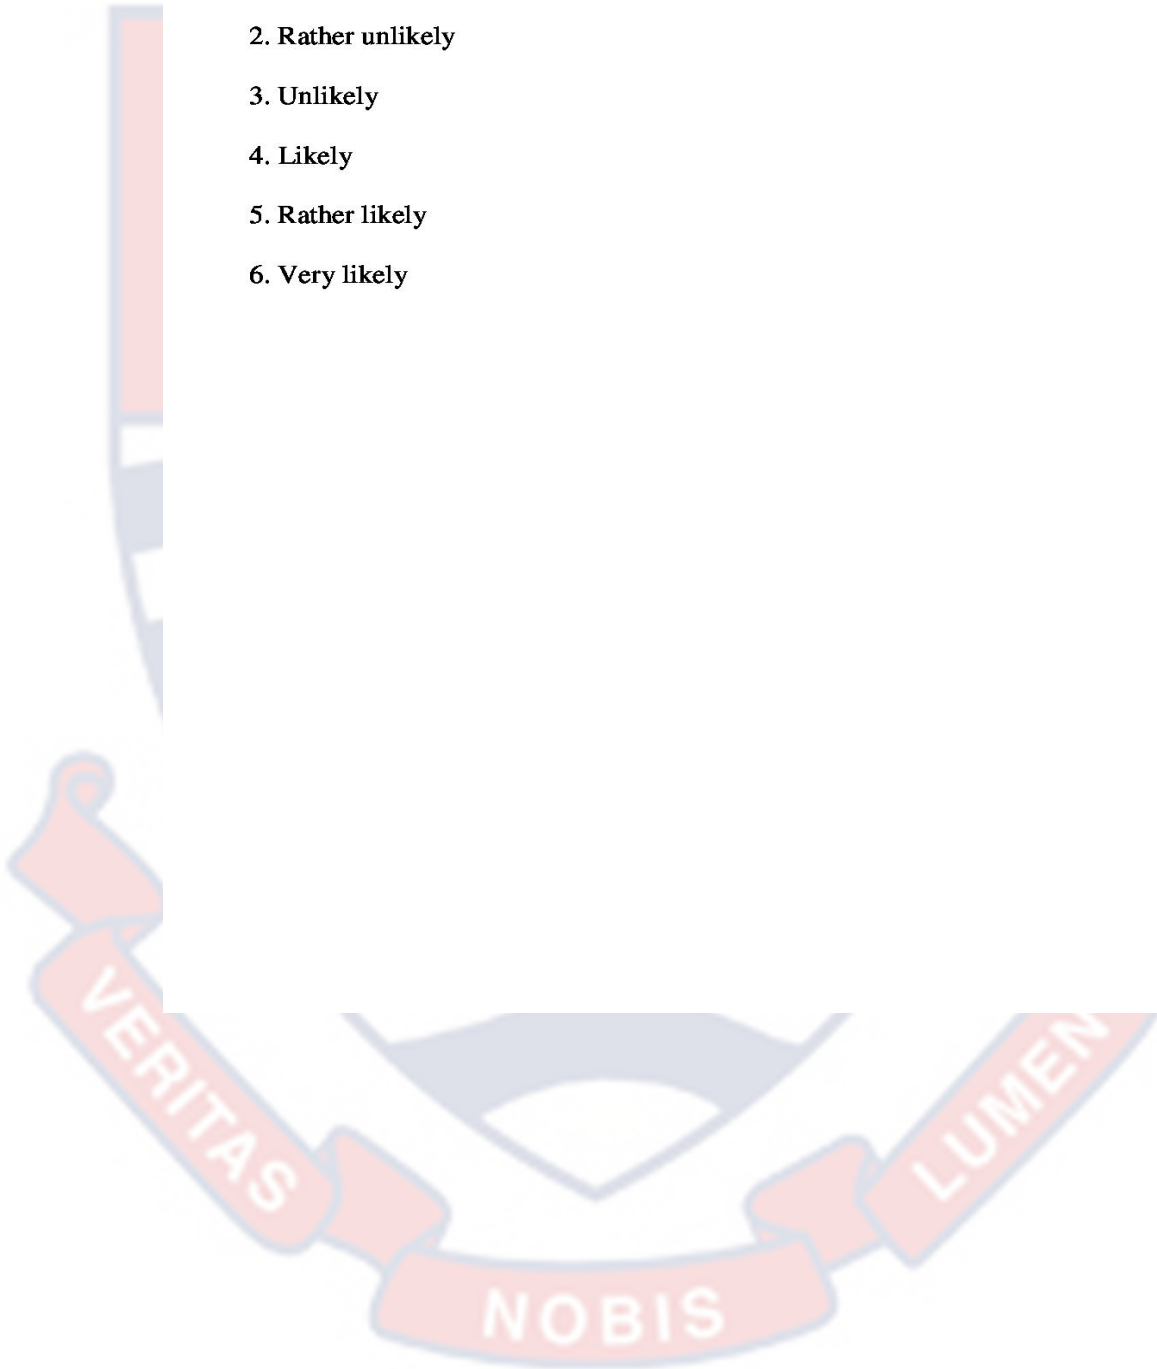 2. Rather unlikely
3. Unlikely
4. Likely
5. Rather likely
6. Very likely
VERITAS
NOBIS
LUMEN